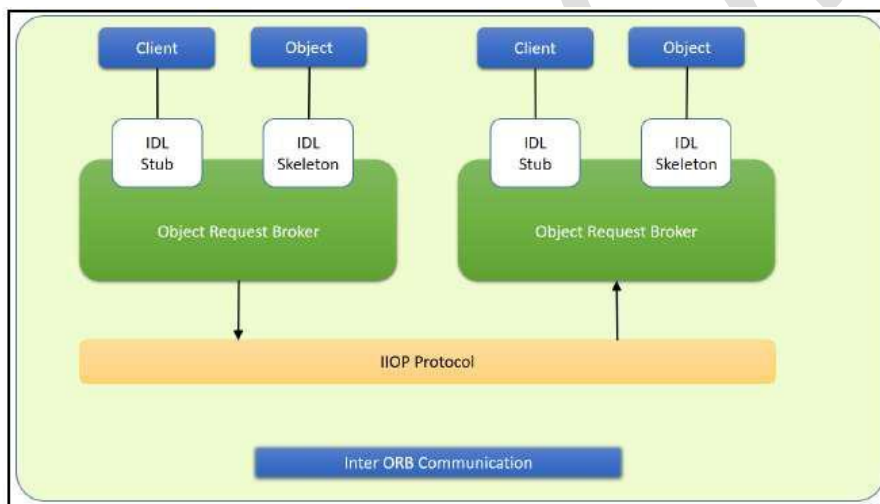 Client
Object
Client
Object
IDL
Stub
IDL
Skeleton
IDL
Stub
IDL
Skeleton
Object Request Broker
Object Request Broker
IIOP Protocol
Inter ORB Communication